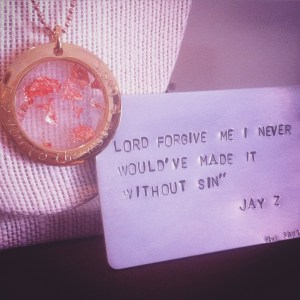 LORD FORGIVE ME I NEVER
WOULD'VE MADE IT
WITHOUT SIN"
JAY Z